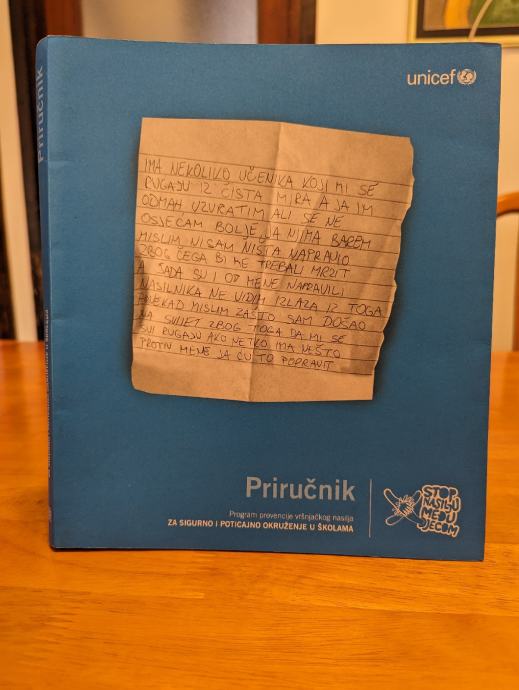 Priručnik
unicef
IMA NEKOLIKO UČENIKA KOJI MI SE
RUGAJU IZ ČISTA MIRA A JA IM
ODMAH UZVRATIM ALI SE NE
OSJEĆAM BOLJE NA NJIMA BAREM
MISLIM NISAM NIŠTA NAPRAVIO
ZBOG ČEGA BI ME TREBALI MRZIT
A SADA SU I OD MENE NAPRAVILI
NASILNIKA NE VIDIM IZLAZA IZ TOGA
PONEKAD MISLIM ZAŠTO SAM DOŠAO
NA SVIJET ZBOG TOGA DA MI SE
SVI RUGAJU AKO NETKO IMA NEŠTO
PROTIV MENE JA ĆU TO POPRAVIT
Priručnik
Program prevencije vršnjačkog nasilja
ZA SIGURNO I POTICAJNO OKRUŽENJE U ŠKOLAMA
STOP
NASILJU
MEĐU
DJECOM